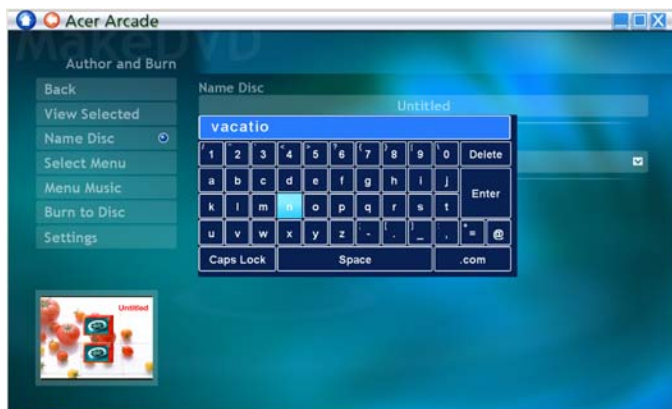 Acer Arcade
MakeDVD
Author and Burn
Back
View Selected
Name Disc
Select Menu
Menu Music
Burn to Disc
Settings
Name Disc
Untitled
vacatio
1 2 3 4 5 6 7 8 9 0 Delete
a b c d e f g h i j
Enter
k l m n o p q r s t
u v w x y z - . _ , = @
Caps Lock Space .com
Untitled